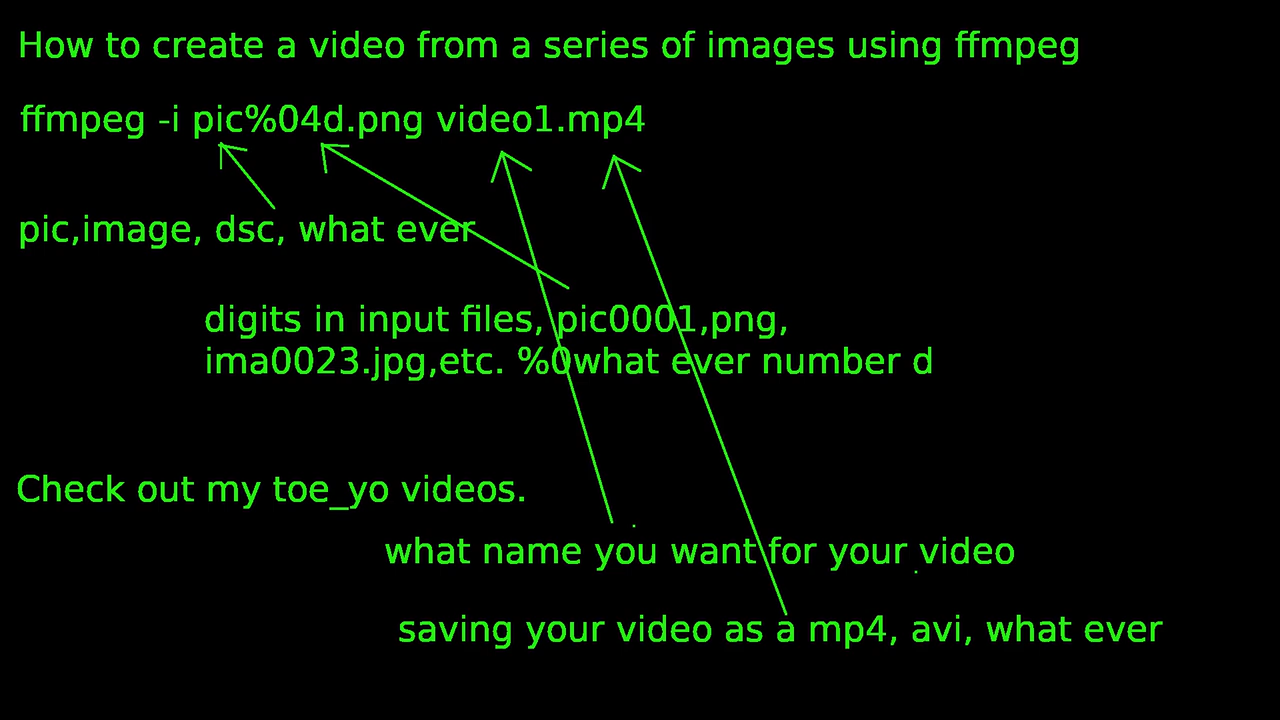 How to create a video from a series of images using ffmpeg
ffmpeg -i pic%04d.png video1.mp4
pic,image, dsc, what ever
digits in input files, pic0001,png,
ima0023.jpg,etc. %0what ever number d
Check out my toe_yo videos.
what name you want for your video
saving your video as a mp4, avi, what ever